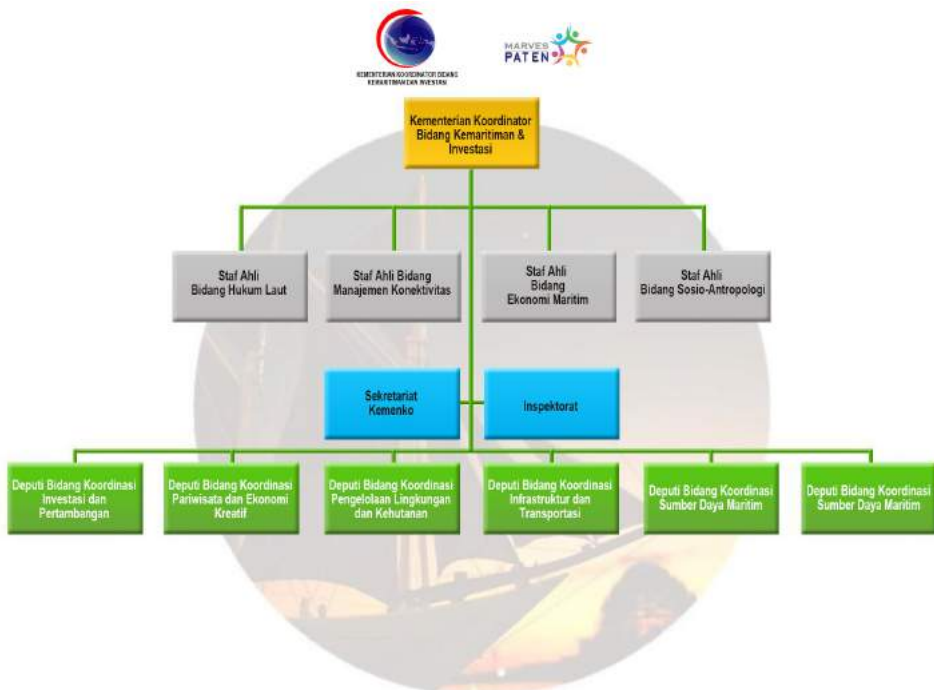 MARVES
PATEN
KEMENTERIAN KOORDINATOR BIDANG
KEMARITIMAN DAN INVESTASI
Kementerian Koordinator
Bidang Kemaritiman &
Investasi
Staf Ahli
Bidang Hukum Laut
Staf Ahli Bidang
Manajemen Konektivitas
Staf Ahli
Bidang
Ekonomi Maritim
Staf Ahli
Bidang Sosio-Antropologi
Sekretariat
Kemenko
Inspektorat
Deputi Bidang Koordinasi
Investasi dan
Pertambangan
Deputi Bidang Koordinasi
Pariwisata dan Ekonomi
Kreatif
Deputi Bidang Koordinasi
Pengelolaan Lingkungan
dan Kehutanan
Deputi Bidang Koordinasi
Infrastruktur dan
Transportasi
Deputi Bidang Koordinasi
Sumber Daya Maritim
Deputi Bidang Koordinasi
Sumber Daya Maritim